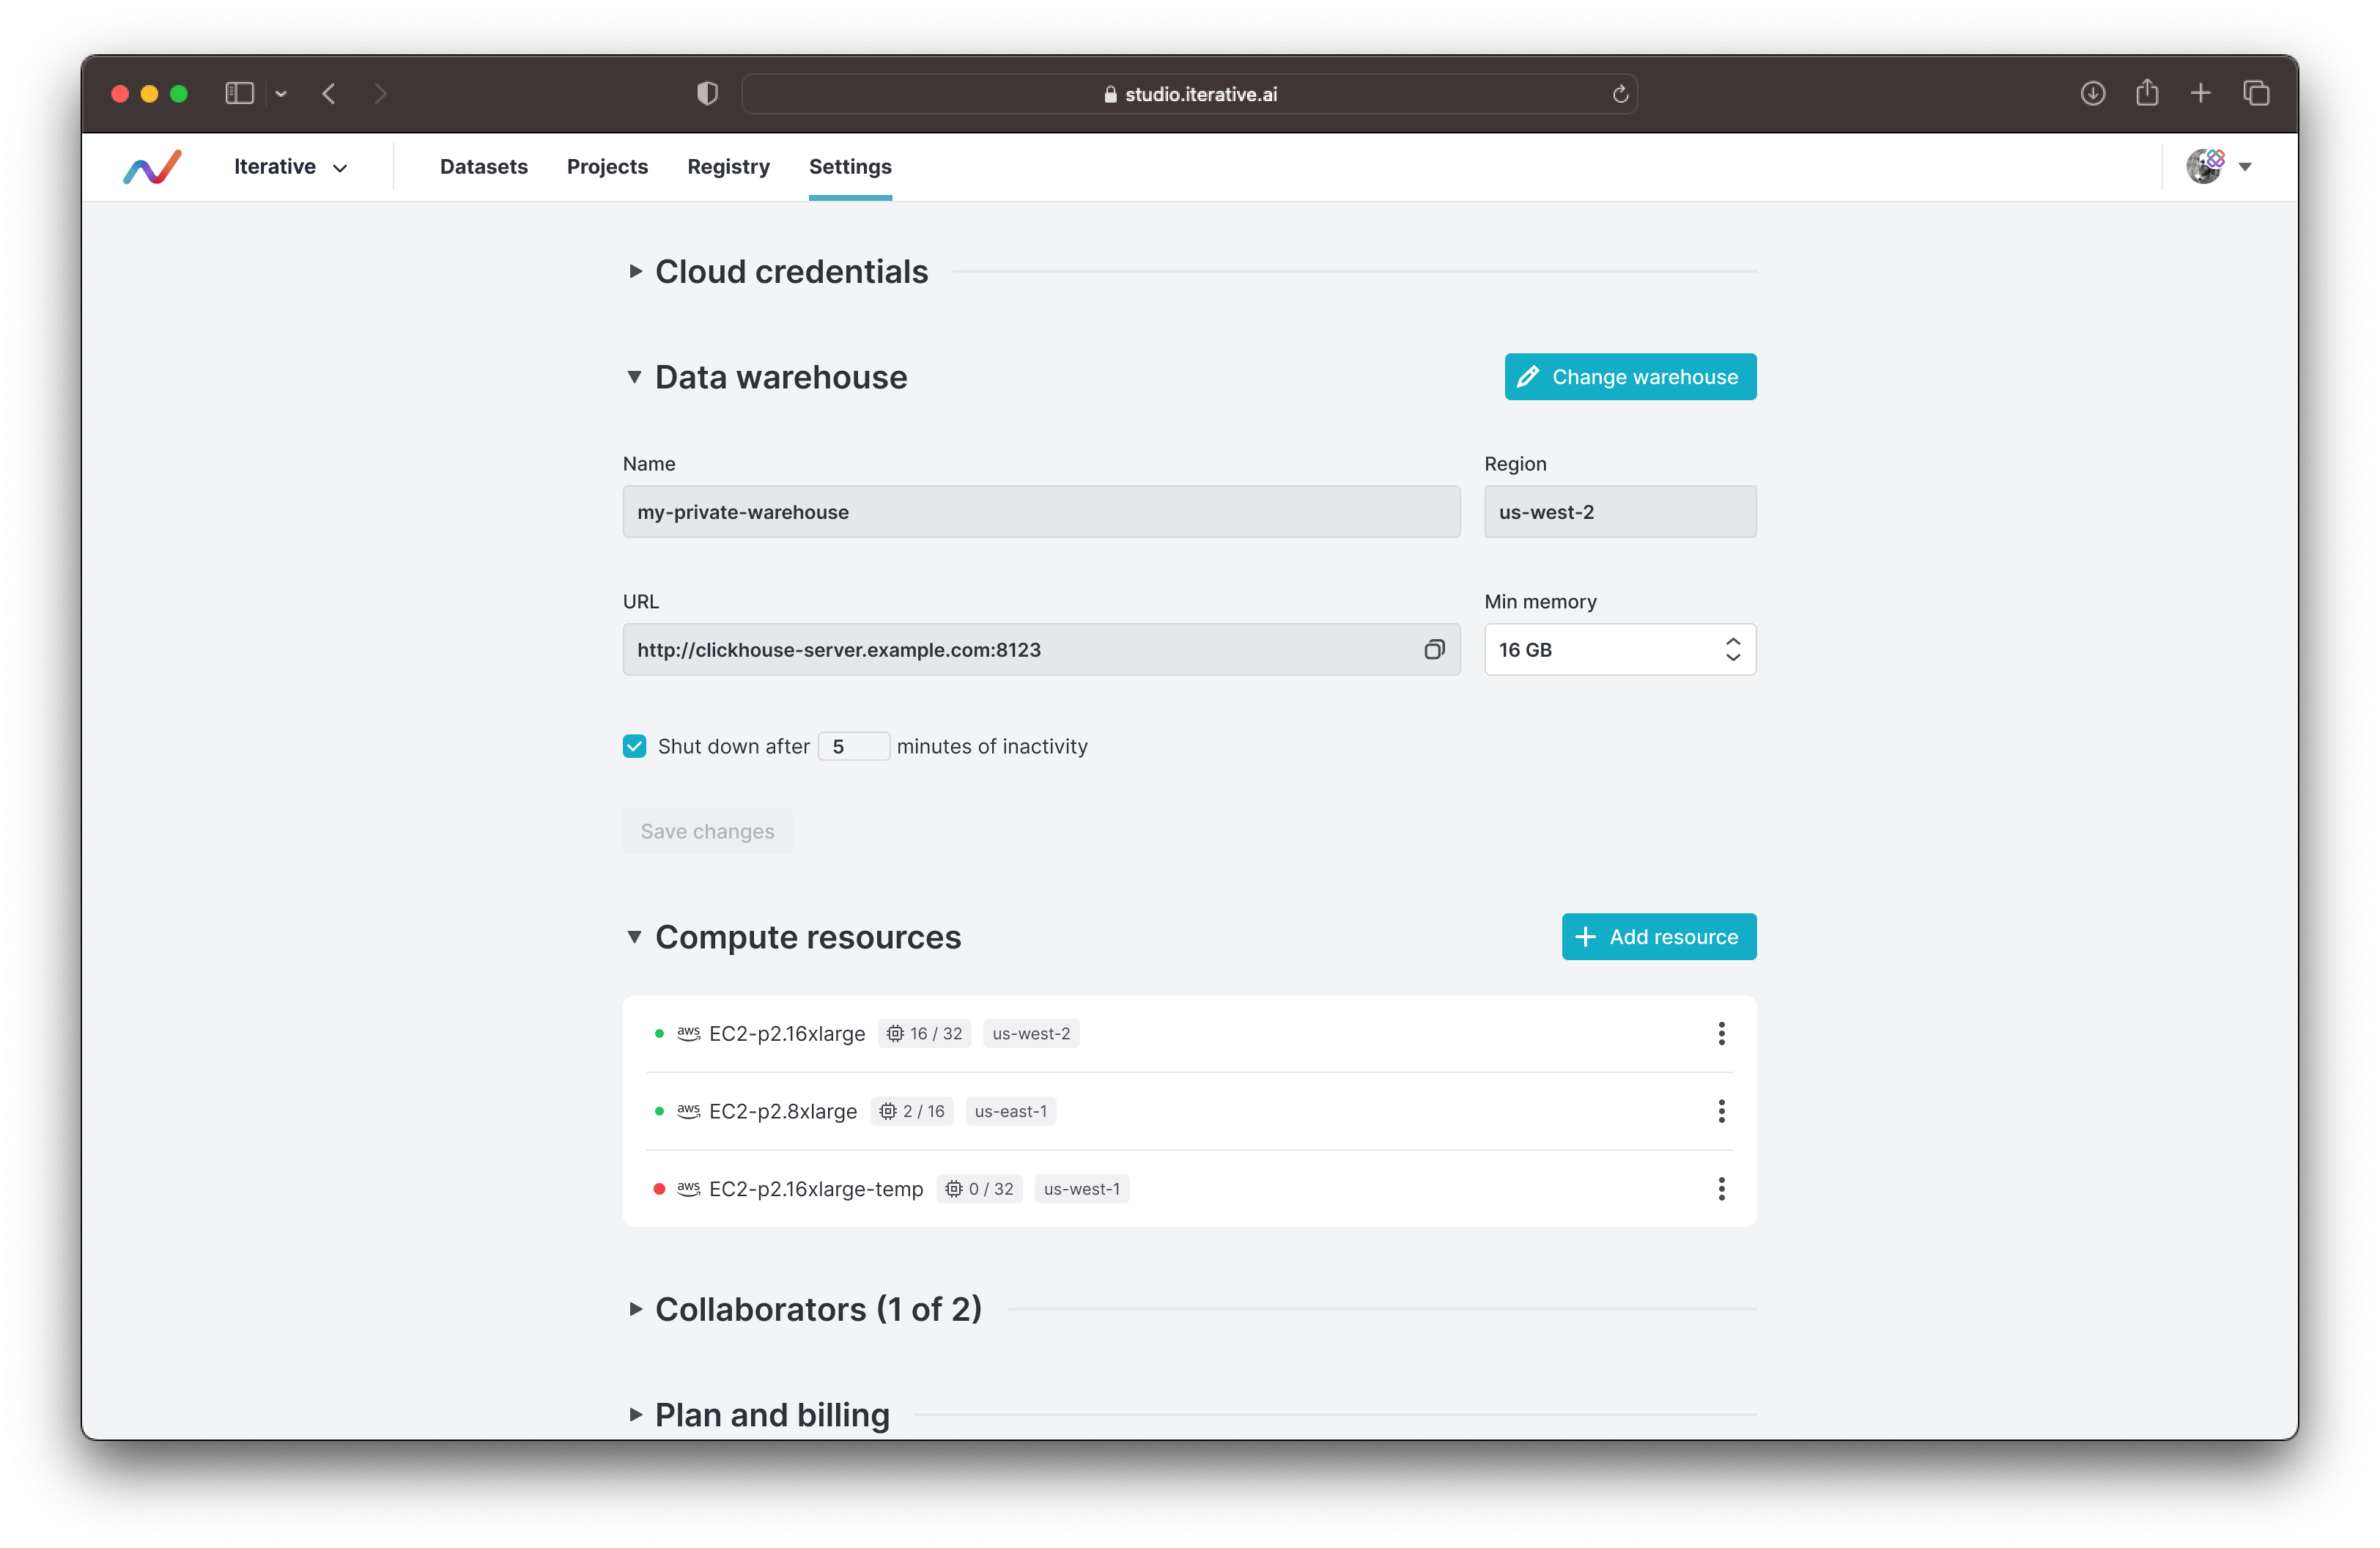 studio.iterative.ai
Iterative Datasets Projects Registry Settings
Cloud credentials
Data warehouse Change warehouse
Name Region
my-private-warehouse us-west-2
URL Min memory
http://clickhouse-server.example.com:8123 16 GB
Shut down after 5 minutes of inactivity
Save changes
Compute resources Add resource
aws EC2-p2.16xlarge 16 / 32 us-west-2
aws EC2-p2.8xlarge 2 / 16 us-east-1
aws EC2-p2.16xlarge-temp 0 / 32 us-west-1
Collaborators (1 of 2)
Plan and billing